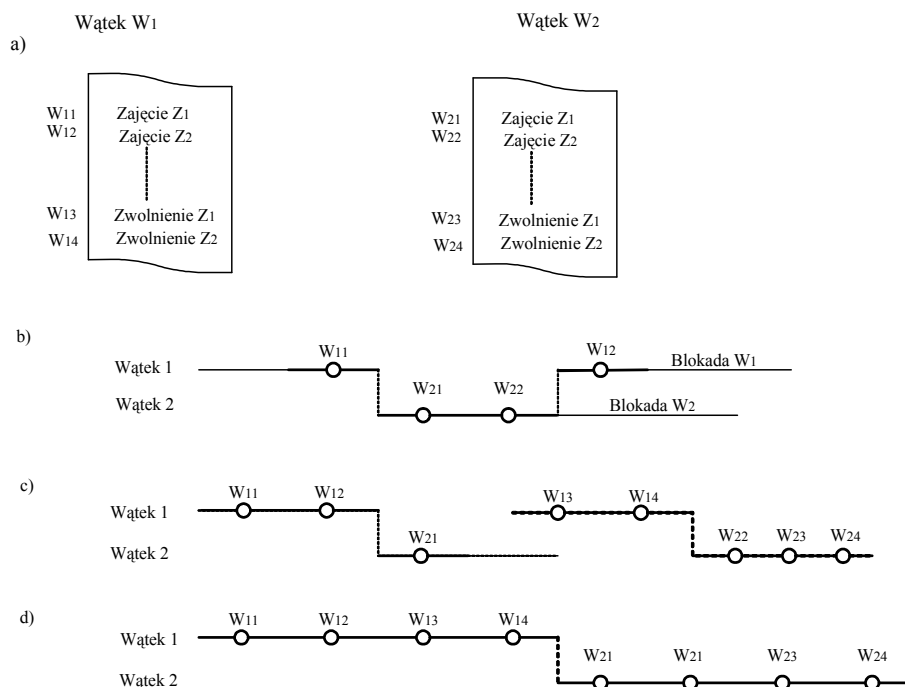 Wątek W1
Wątek W2
a)
W11 Zajęcie Z1
W12 Zajęcie Z2
W13 Zwolnienie Z1
W14 Zwolnienie Z2
W21 Zajęcie Z1
W22 Zajęcie Z2
W23 Zwolnienie Z1
W24 Zwolnienie Z2
b)
W11 W12
Wątek 1 Blokada W1
W21 W22
Wątek 2 Blokada W2
c)
W11 W12 W13 W14
Wątek 1
W21 W22 W23 W24
Wątek 2
d)
W11 W12 W13 W14
Wątek 1
W21 W21 W23 W24
Wątek 2